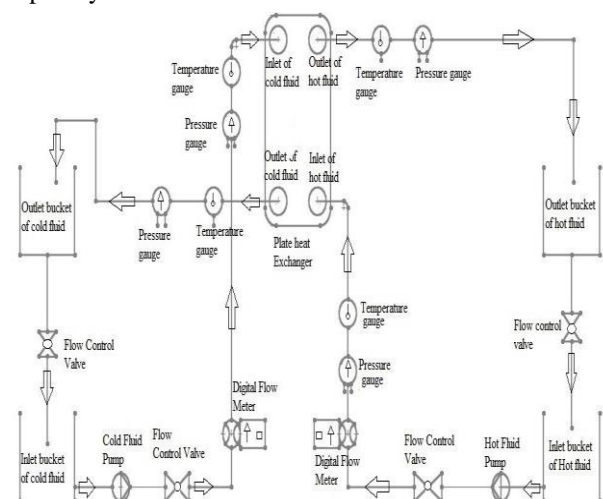 Temperature
gauge
Inlet of
cold fluid
Outlet of
hot fluid
Temperature
gauge
Pressure gauge
Pressure
gauge
Outlet of
cold fluid
Inlet of
hot fluid
Outlet bucket
of cold fluid
Outlet bucket
of hot fluid
Pressure
gauge
Temperature
gauge
Plate heat
Exchanger
Temperature
gauge
Flow Control
Valve
Flow control
valve
Pressure
gauge
Digital Flow
Meter
Inlet bucket
of cold fluid
Cold Fluid
Pump
Flow
Control Valve
Digital Flow
Meter
Flow Control
Valve
Hot Fluid
Pump
Inlet bucket
of Hot fluid